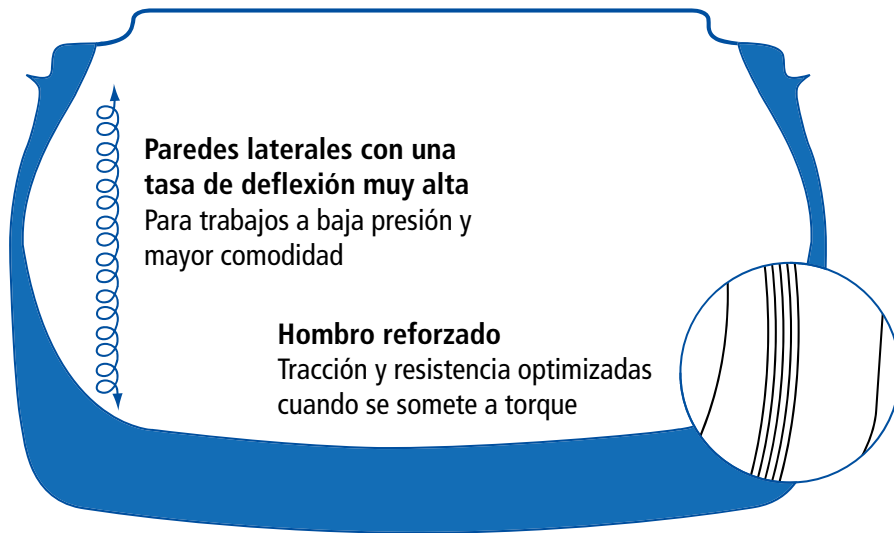 Paredes laterales con una
tasa de deflexión muy alta
Para trabajos a baja presión y
mayor comodidad
Hombro reforzado
Tracción y resistencia optimizadas
cuando se somete a torque